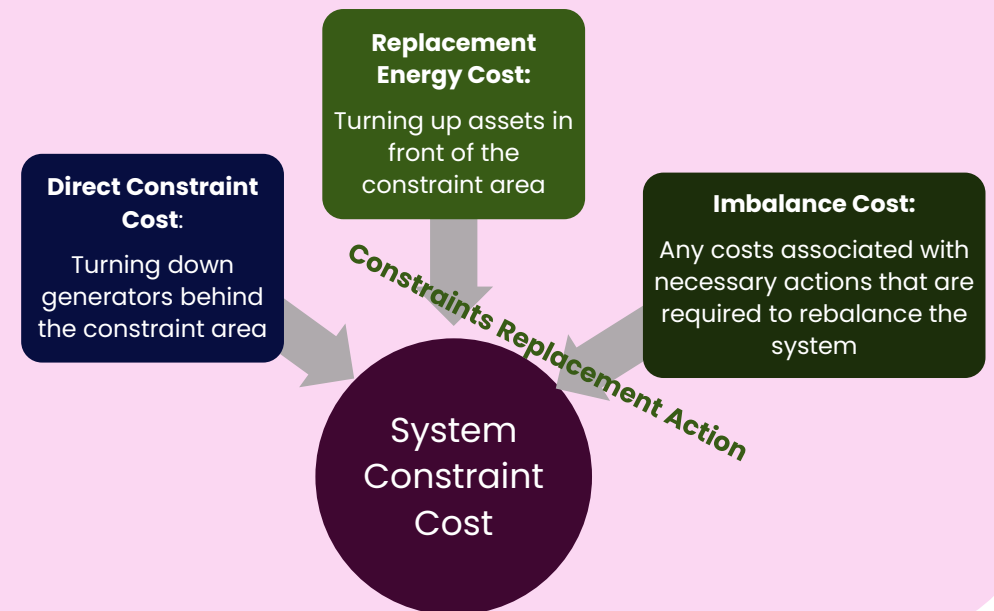 Replacement
Energy Cost:
Turning up assets in
front of the
constraint area
Direct Constraint
Cost:
Turning down
generators behind
the constraint area
Imbalance Cost:
Any costs associated with
necessary actions that are
required to rebalance the
system
Constraints Replacement Action
System
Constraint
Cost